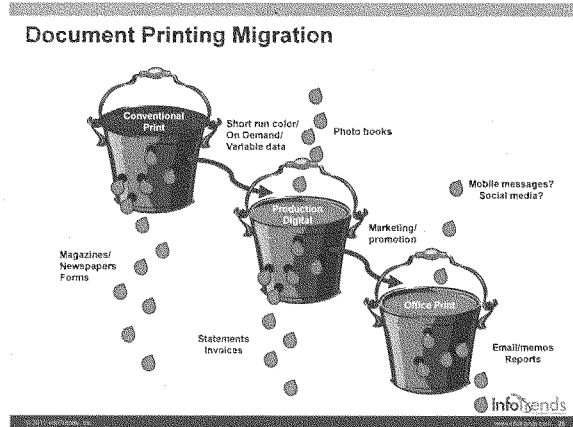 Document Printing Migration
Conventional
Print
Short run color/
On Demand/
Variable data
Photo books
Mobile messages?
Social media?
Production
Digital
Marketing/
promotion
Magazines/
Newspapers
Forms
Office Print
Statements
Invoices
Email/memos
Reports
InfoTrends